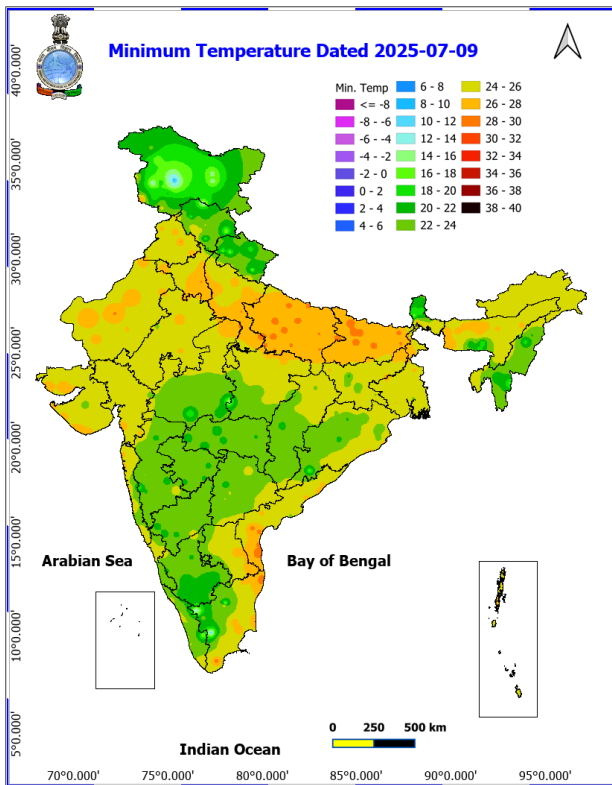 Minimum Temperature Dated 2025-07-09
Min. Temp
<= -8
-8 - -6
-6 - -4
-4 - -2
-2 - 0
0 - 2
2 - 4
4 - 6
6 - 8
8 - 10
10 - 12
12 - 14
14 - 16
16 - 18
18 - 20
20 - 22
22 - 24
24 - 26
26 - 28
28 - 30
30 - 32
32 - 34
34 - 36
36 - 38
38 - 40
40°0.000'
35°0.000'
30°0.000'
25°0.000'
20°0.000'
15°0.000'
10°0.000'
5°0.000'
Arabian Sea
Bay of Bengal
0 250 500 km
Indian Ocean
70°0.000' 75°0.000' 80°0.000' 85°0.000' 90°0.000' 95°0.000'